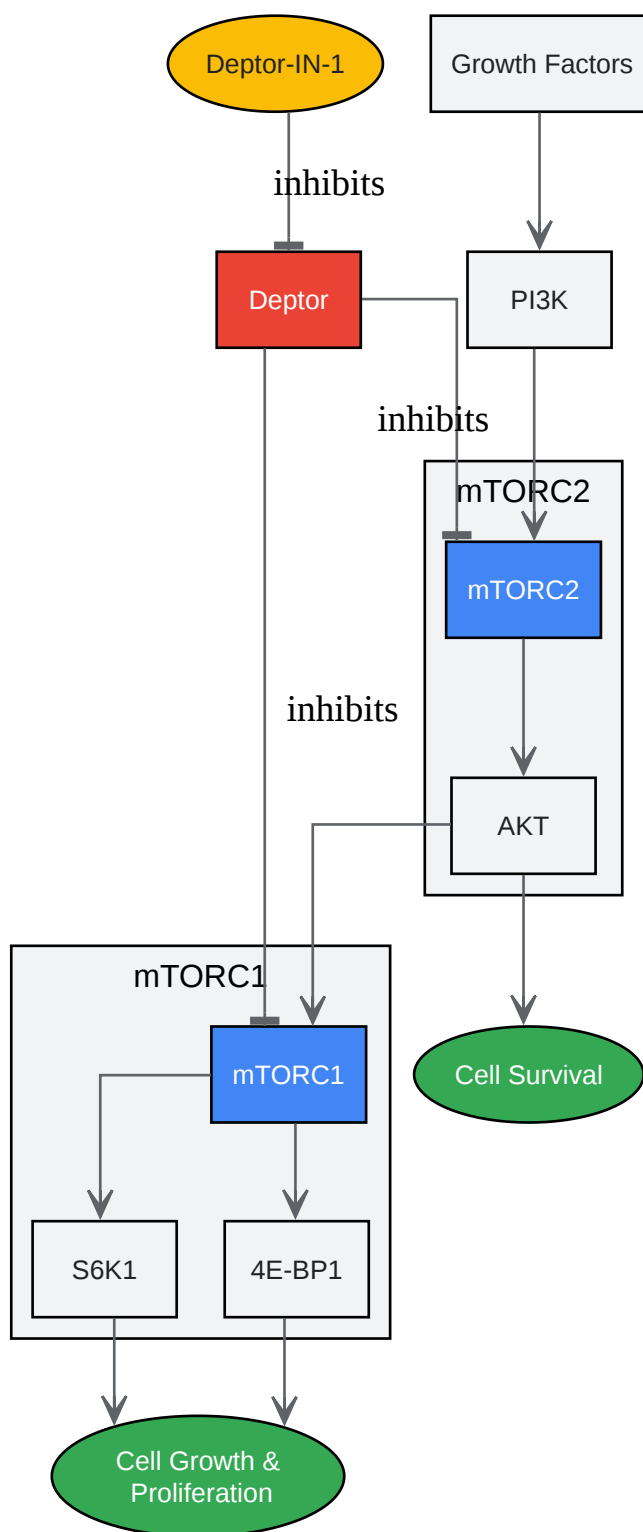 Deptor-IN-1
Growth Factors
inhibits
Deptor
PI3K
inhibits
mTORC2
mTORC2
inhibits
AKT
mTORC1
mTORC1
Cell Survival
S6K1
4E-BP1
Cell Growth &
Proliferation